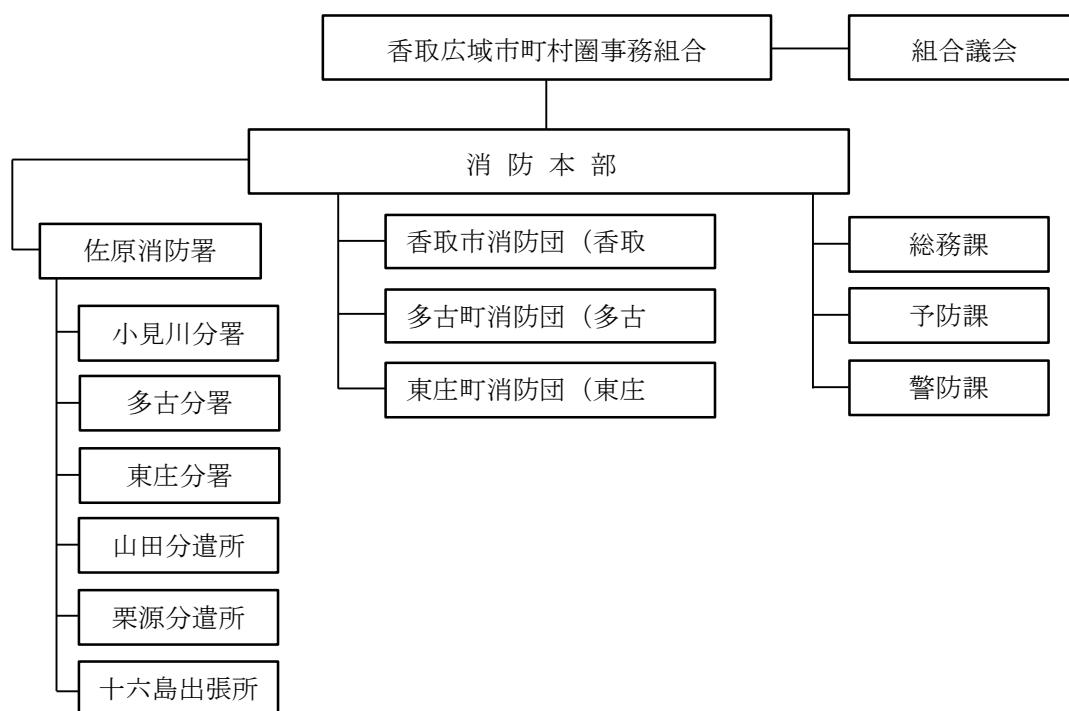 香取広域市町村圏事務組合
組合議会
消 防 本 部
佐原消防署
小見川分署
多古分署
東庄分署
山田分遣所
栗源分遣所
十六島出張所
香取市消防団（香取
多古町消防団（多古
東庄町消防団（東庄
総務課
予防課
警防課